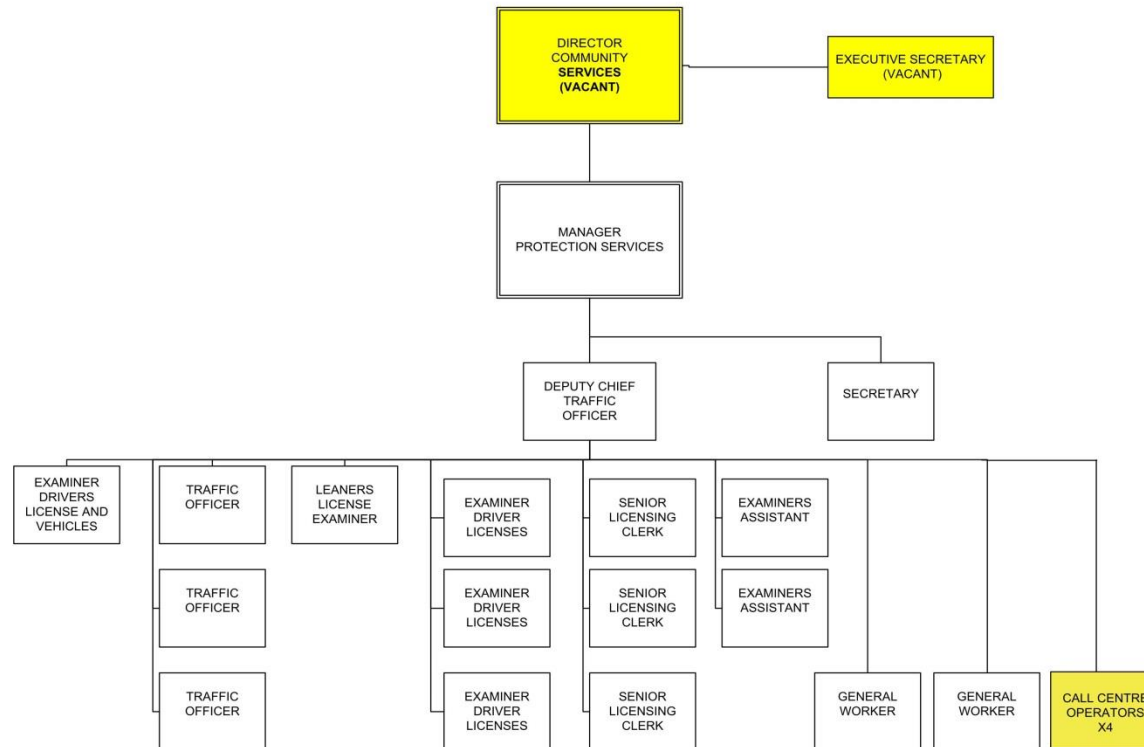 DIRECTOR
COMMUNITY
SERVICES
(VACANT)
EXECUTIVE SECRETARY
(VACANT)
MANAGER
PROTECTION SERVICES
DEPUTY CHIEF
TRAFFIC
OFFICER
SECRETARY
EXAMINER
DRIVERS
LICENSE AND
VEHICLES
TRAFFIC
OFFICER
LEANERS
LICENSE
EXAMINER
EXAMINER
DRIVER
LICENSES
SENIOR
LICENSING
CLERK
EXAMINERS
ASSISTANT
TRAFFIC
OFFICER
EXAMINER
DRIVER
LICENSES
SENIOR
LICENSING
CLERK
EXAMINERS
ASSISTANT
TRAFFIC
OFFICER
EXAMINER
DRIVER
LICENSES
SENIOR
LICENSING
CLERK
GENERAL
WORKER
GENERAL
WORKER
CALL CENTRE
OPERATORS
X4